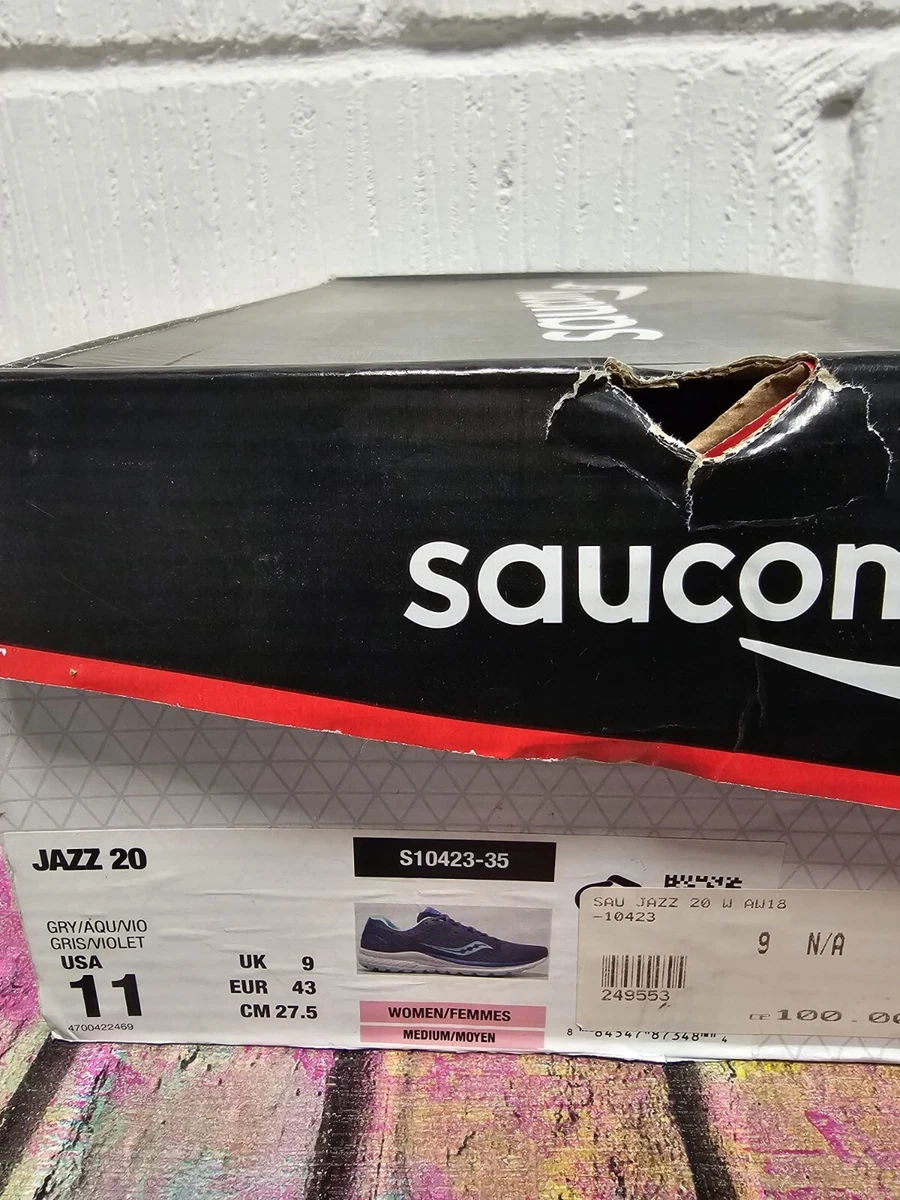 saucon
JAZZ 20
S10423-35
GRY/AQU/VIO
GRIS/VIOLET
USA
11
4700422469
UK 9
EUR 43
CM 27.5
WOMEN/FEMMES
MEDIUM/MOYEN
SAU JAZZ 20 W AW18
-10423
9 N/A
249553
100.00